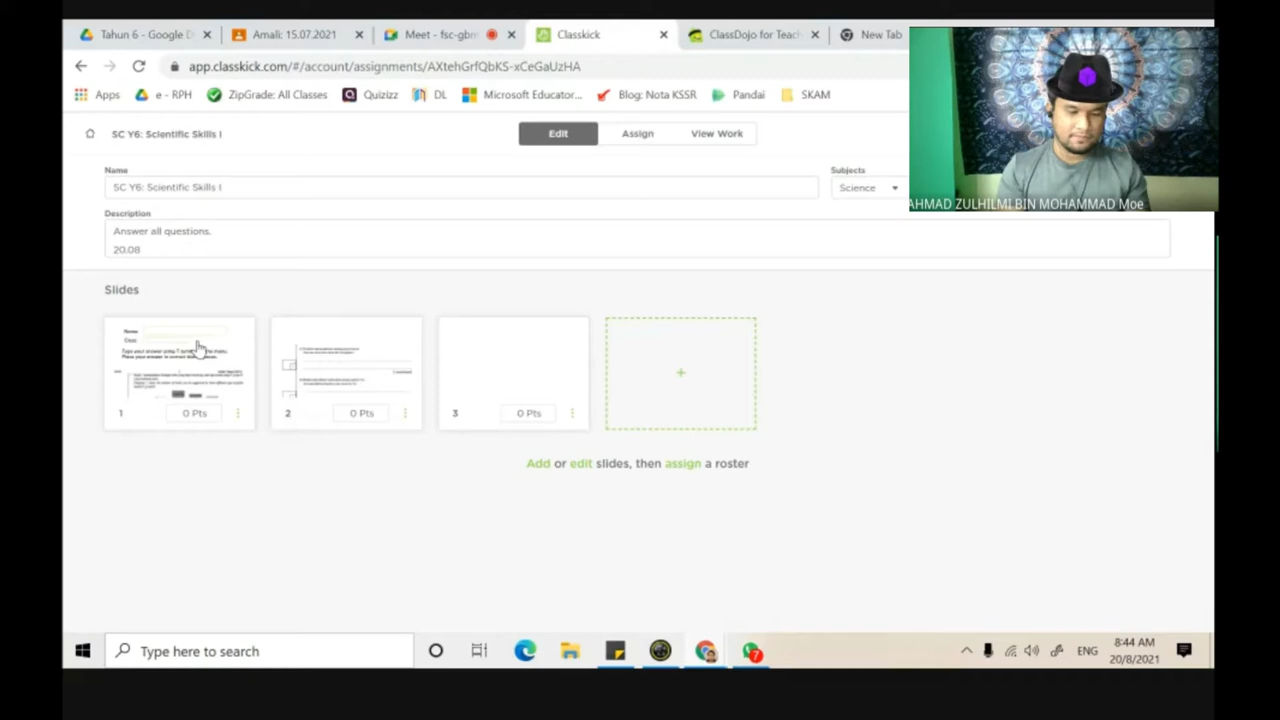 Tahun 6 - Google D
Amali: 15.07.2021
Meet - fsc-gbm
Classkick
ClassDojo for Teach
New Tab
app.classkick.com/#/account/assignments/AXtehGrfQbKS-xCeGaUzHA
Apps
e - RPH
ZipGrade: All Classes
Quizizz
DL
Microsoft Educator...
Blog: Nota KSSR
Pandai
SKAM
SC Y6: Scientific Skills I
Edit
Assign
View Work
Name
Subjects
SC Y6: Scientific Skills I
Science
AHMAD ZULHILMI BIN MOHAMMAD Moe
Description
Answer all questions.
20.08
Slides
Name
Class
1
0 Pts
2
0 Pts
3
0 Pts
+
Add or edit slides, then assign a roster
Type here to search
7
ENG
8:44 AM
20/8/2021